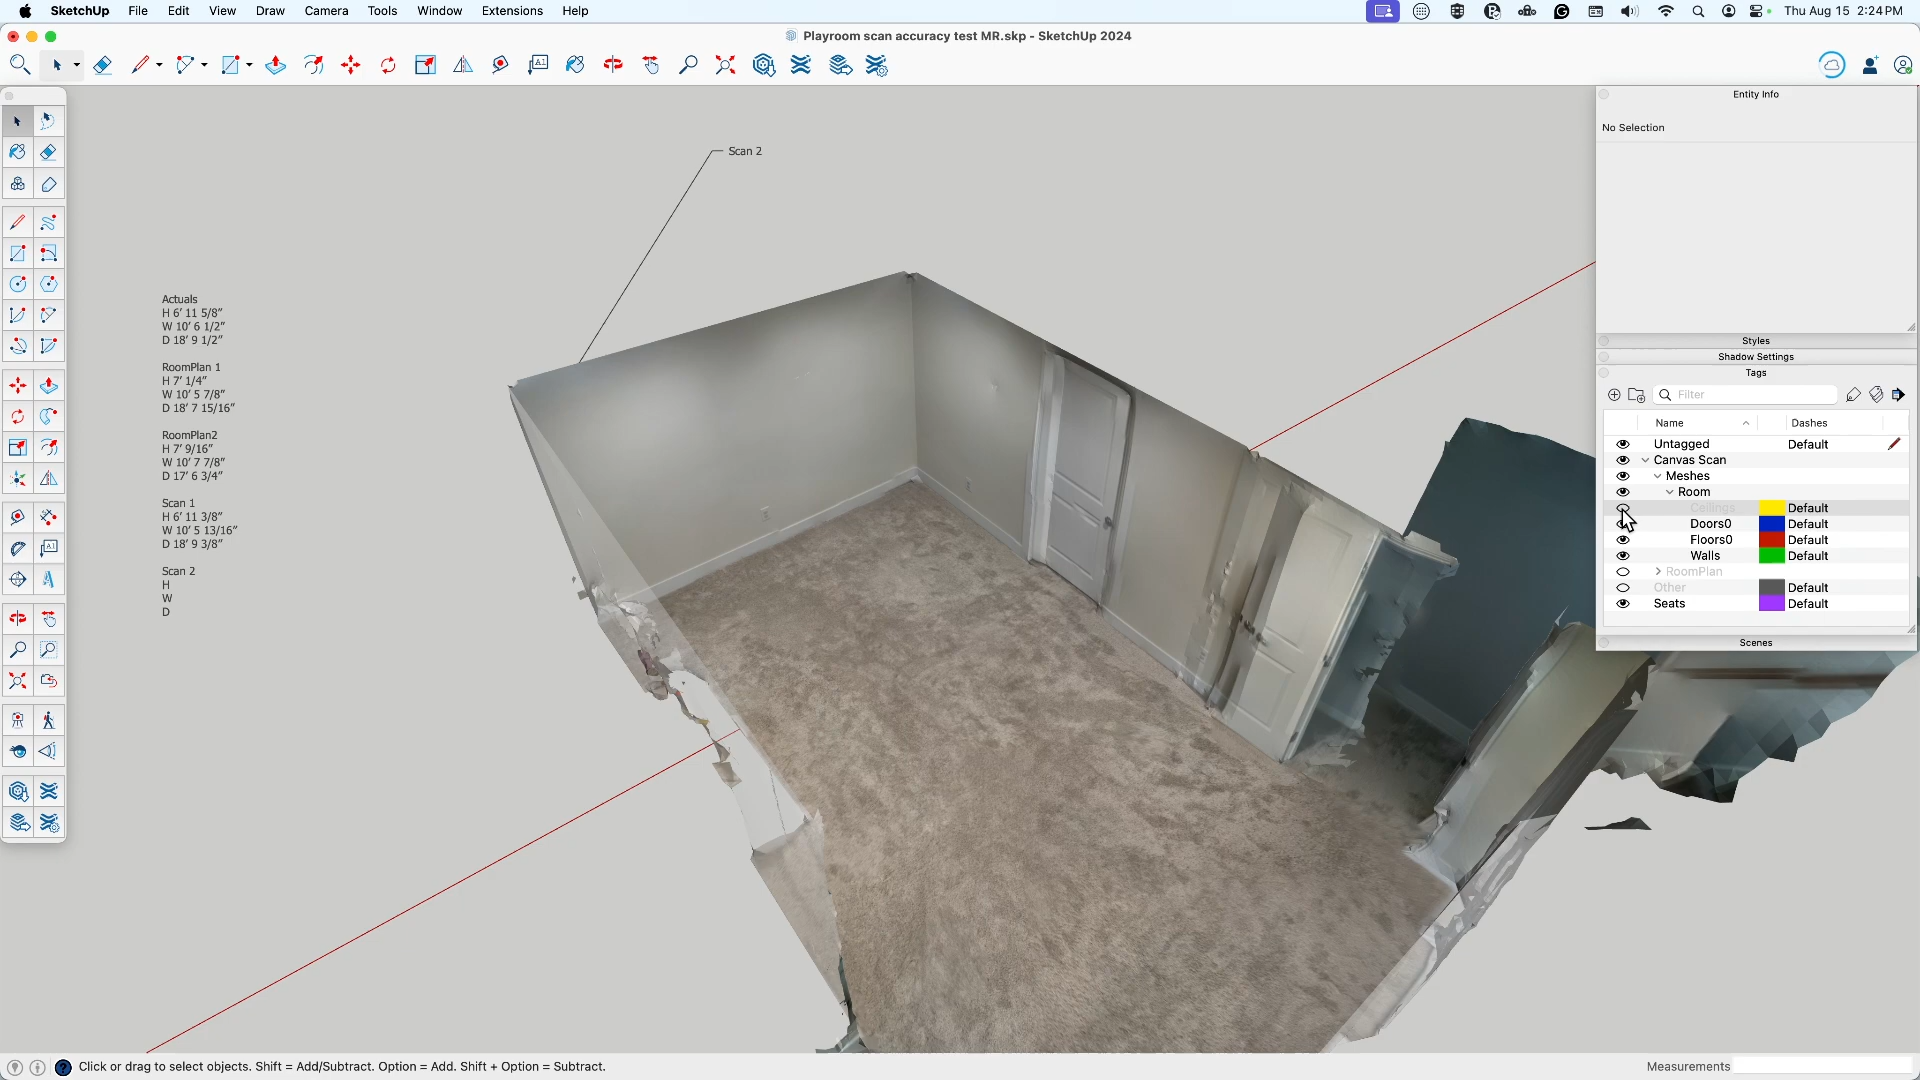 SketchUp File Edit View Draw Camera Tools Window Extensions Help
Thu Aug 15 2:24 PM
Playroom scan accuracy test MR.skp - SketchUp 2024
Entity Info
No Selection
Scan 2
Actuals
H 6' 11 5/8"
W 10' 6 1/2"
D 18' 9 1/2"
RoomPlan 1
H 7' 1/4"
W 10' 5 7/8"
D 18' 7 15/16"
RoomPlan2
H 7' 9/16"
W 10' 7 7/8"
D 17' 6 3/4"
Scan 1
H 6' 11 3/8"
W 10' 5 13/16"
D 18' 9 3/8"
Scan 2
H
W
D
Styles
Shadow Settings
Tags
Filter
Name Dashes
Untagged Default
Canvas Scan
Meshes
Room
Ceilings Default
Doors0 Default
Floors0 Default
Walls Default
RoomPlan
Other Default
Seats Default
Scenes
Click or drag to select objects. Shift = Add/Subtract. Option = Add. Shift + Option = Subtract.
Measurements